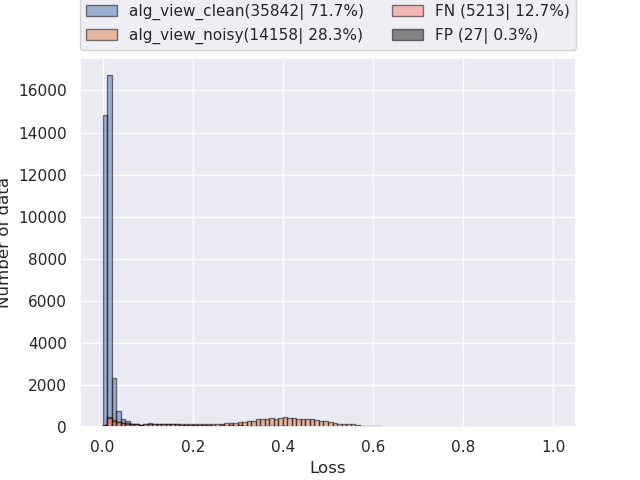 alg_view_clean(35842| 71.7%)
FN (5213| 12.7%)
alg_view_noisy(14158| 28.3%)
FP (27| 0.3%)
16000
14000
12000
10000
8000
6000
4000
2000
0
Number of data
0.0
0.2
0.4
0.6
0.8
1.0
Loss